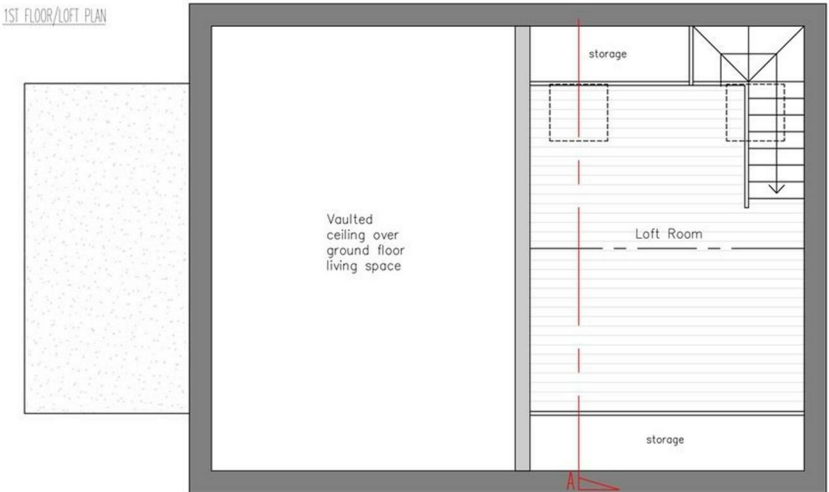 1ST FLOOR/LOFT PLAN
storage
Vaulted
ceiling over
ground floor
living space
Loft Room
storage
A